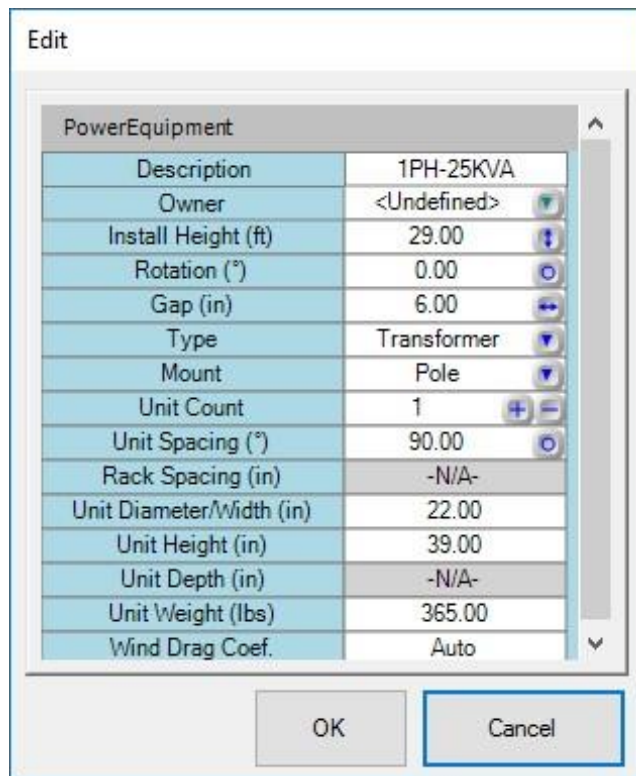 Edit
PowerEquipment
Description 1PH-25KVA
Owner <Undefined>
Install Height (ft) 29.00
Rotation (°) 0.00
Gap (in) 6.00
Type Transformer
Mount Pole
Unit Count 1
Unit Spacing (°) 90.00
Rack Spacing (in) -N/A-
Unit Diameter/Width (in) 22.00
Unit Height (in) 39.00
Unit Depth (in) -N/A-
Unit Weight (lbs) 365.00
Wind Drag Coef. Auto
OK Cancel